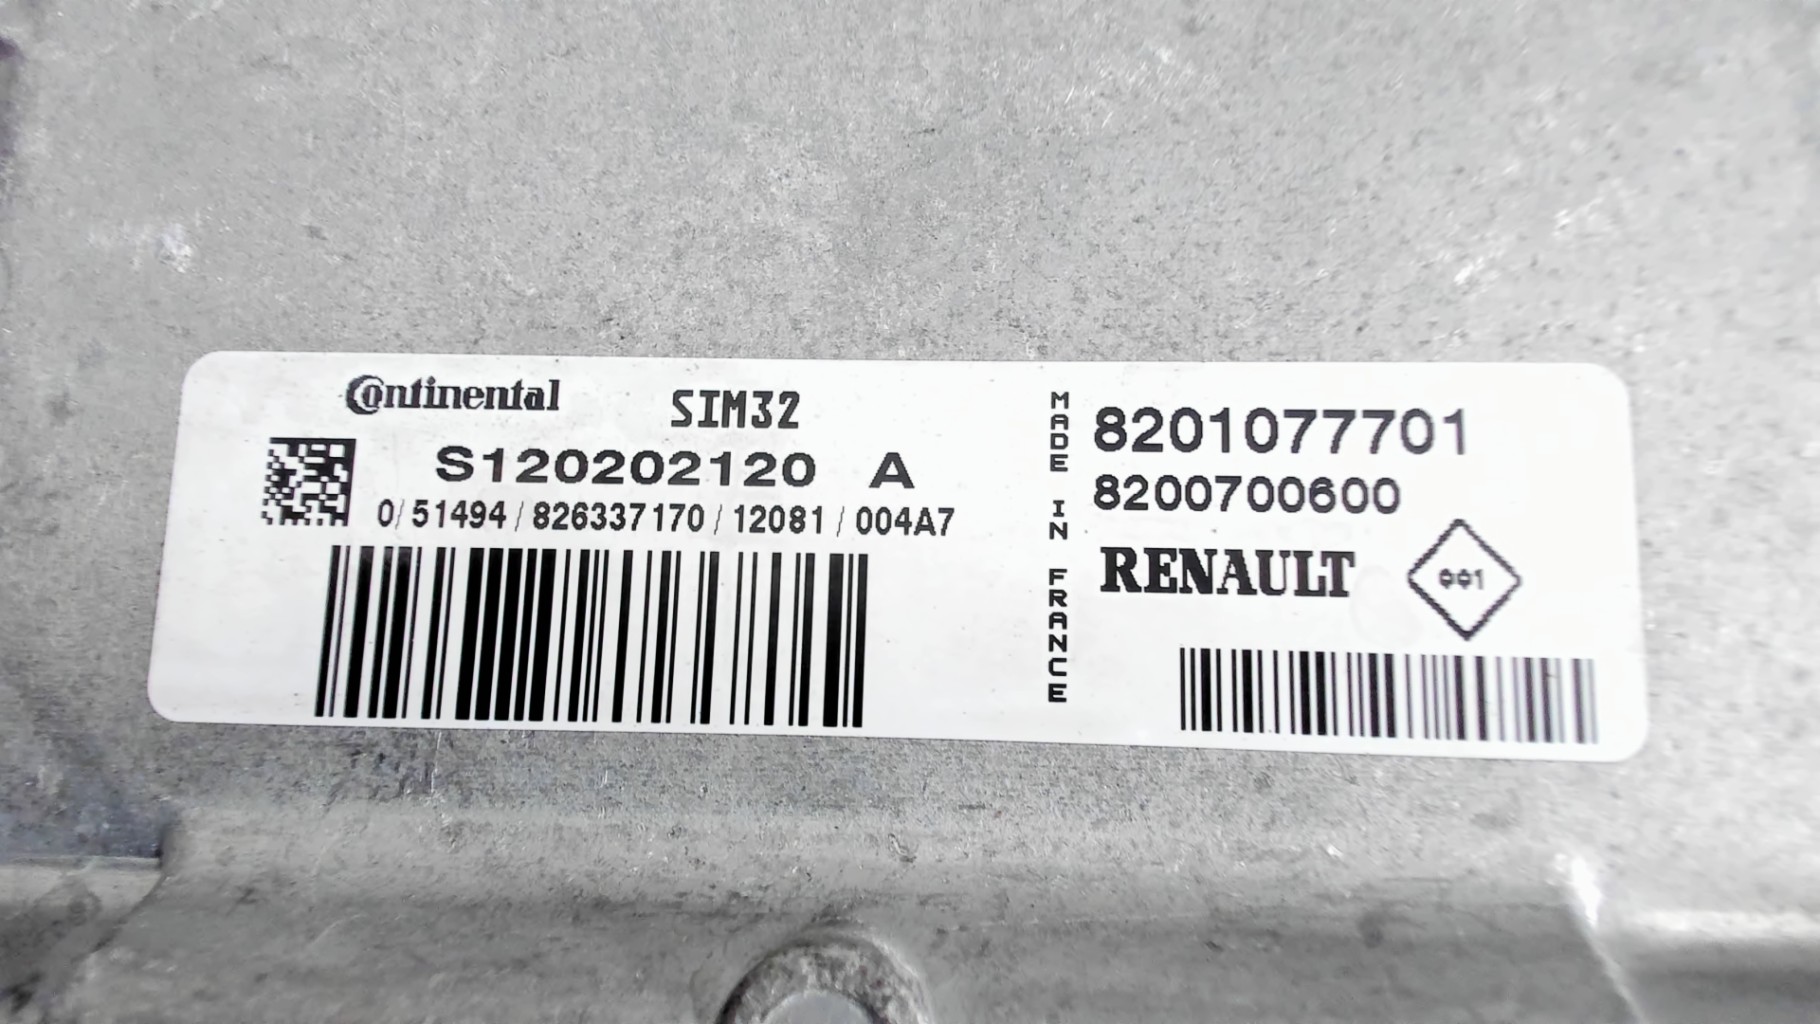 Continental SIM32
S120202120 A
0/51494/826337170/12081/004A7
MADE IN FRANCE
8201077701
8200700600
RENAULT
001